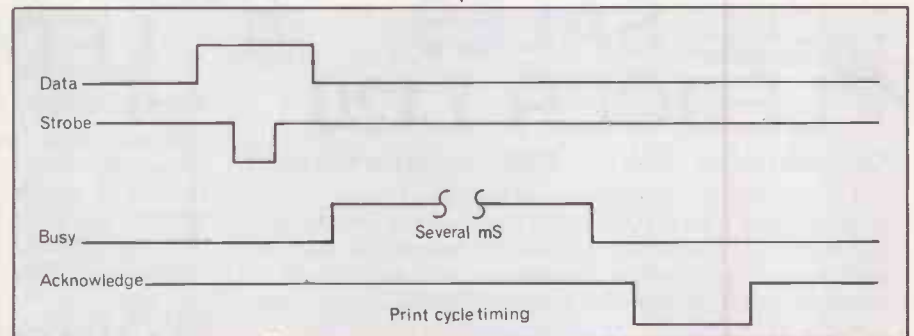 Data
Strobe
Several mS
Busy
Acknowledge
Print cycle timing